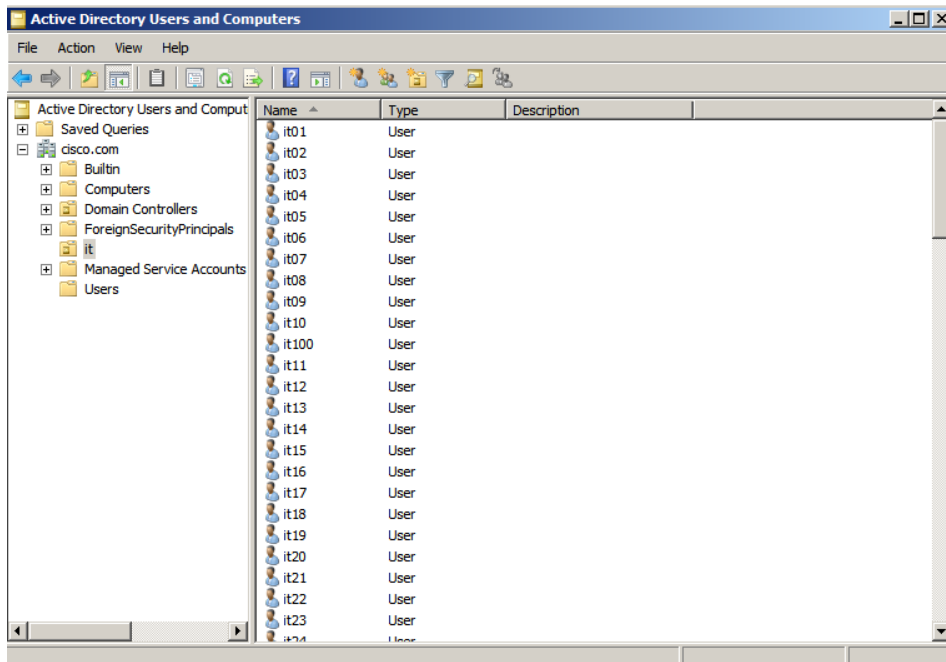 Active Directory Users and Computers
File Action View Help
Active Directory Users and Comput
Saved Queries
cisco.com
Builtin
Computers
Domain Controllers
ForeignSecurityPrincipals
it
Managed Service Accounts
Users
Name Type Description
it01 User
it02 User
it03 User
it04 User
it05 User
it06 User
it07 User
it08 User
it09 User
it10 User
it100 User
it11 User
it12 User
it13 User
it14 User
it15 User
it16 User
it17 User
it18 User
it19 User
it20 User
it21 User
it22 User
it23 User
it24 User